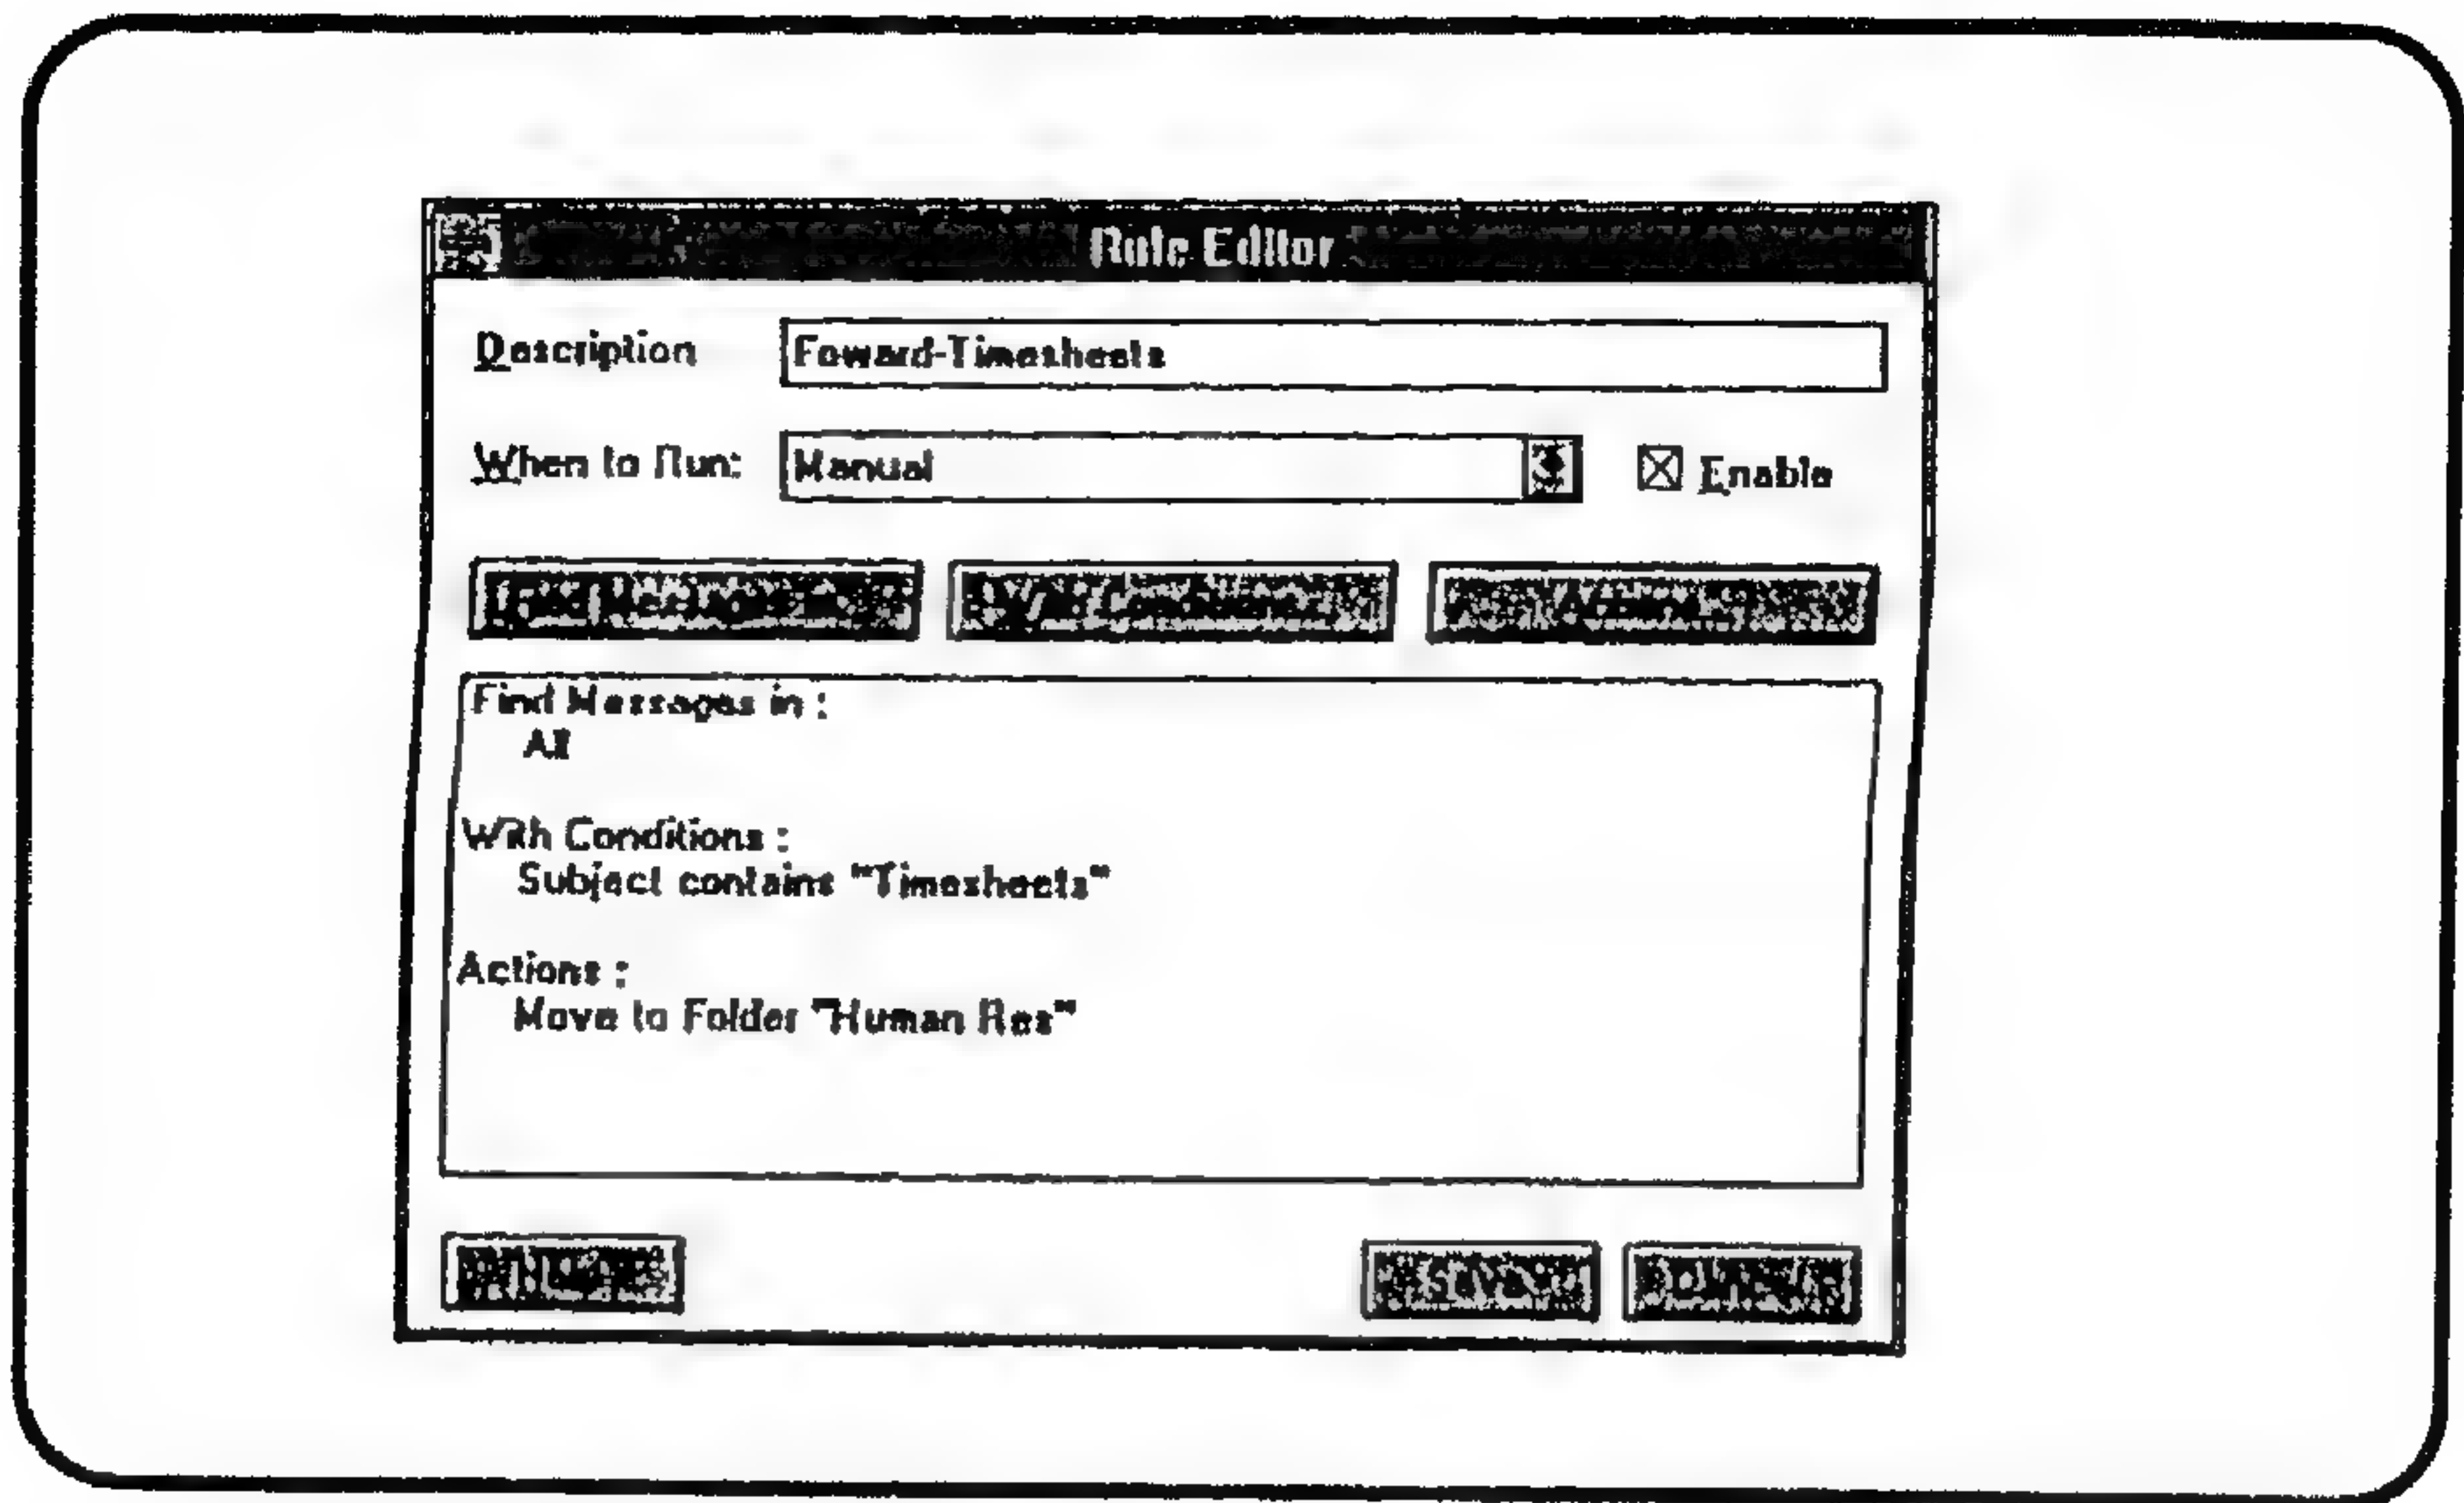 Rule Editor
Description Foward-Timesheets
When to Run: Manual Enable
Find Messages in :
All
With Conditions :
Subject contains "Timesheets"
Actions :
Move to Folder "Human Res"